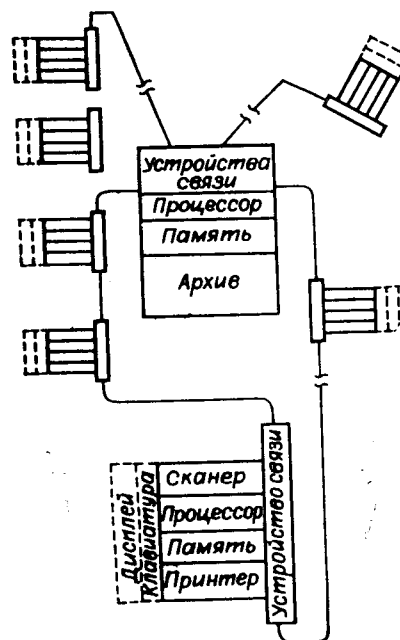 Устройства
связи
Процессор
Память
Архив
Дисплей
Клавиатура
Сканер
Процессор
Память
Принтер
Устройство связи